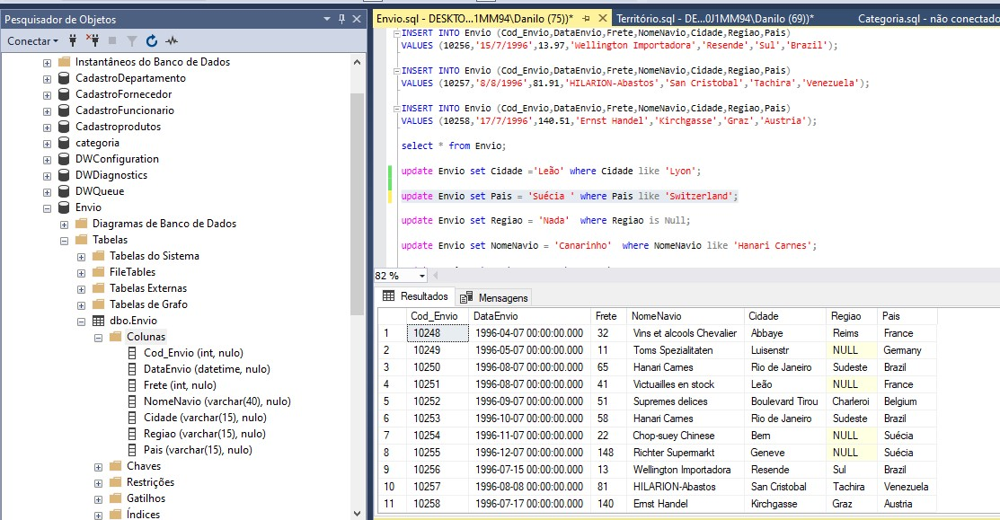 Pesquisador de Objetos
Conectar
Instantâneos do Banco de Dados
CadastroDepartamento
CadastroFornecedor
CadastroFuncionario
Cadastroprodutos
categoria
DWConfiguration
DWDiagnostics
DWQueue
Envio
Diagramas de Banco de Dados
Tabelas
Tabelas do Sistema
FileTables
Tabelas Externas
Tabelas de Grafo
dbo.Envio
Colunas
Cod_Envio (int, nulo)
DataEnvio (datetime, nulo)
Frete (int, nulo)
NomeNavio (varchar(40), nulo)
Cidade (varchar(15), nulo)
Regiao (varchar(15), nulo)
Pais (varchar(15), nulo)
Chaves
Restrições
Gatilhos
Índices
Envio.sql - DESKTO...1MM94\Danilo (75))* Território.sql - DE...0J1MM94\Danilo (69))* Categoria.sql - não conectado
INSERT INTO Envio (Cod_Envio,DataEnvio,Frete,NomeNavio,Cidade,Regiao,Pais)
VALUES (10256,'15/7/1996',13.97,'Wellington Importadora','Resende','Sul','Brazil');
INSERT INTO Envio (Cod_Envio,DataEnvio,Frete,NomeNavio,Cidade,Regiao,Pais)
VALUES (10257,'8/8/1996',81.91,'HILARION-Abastos','San Cristobal','Tachira','Venezuela');
INSERT INTO Envio (Cod_Envio,DataEnvio,Frete,NomeNavio,Cidade,Regiao,Pais)
VALUES (10258,'17/7/1996',140.51,'Ernst Handel','Kirchgasse','Graz','Austria');
select * from Envio;
update Envio set Cidade ='Leão' where Cidade like 'Lyon';
update Envio set Pais = 'Suécia ' where Pais like 'Switzerland';
update Envio set Regiao = 'Nada'  where Regiao is Null;
update Envio set NomeNavio = 'Canarinho'  where NomeNavio like 'Hanari Carnes';
82 %
Resultados Mensagens
Cod_Envio DataEnvio Frete NomeNavio Cidade Regiao Pais
1 10248 1996-04-07 00:00:00.000 32 Vins et alcools Chevalier Abbaye Reims France
2 10249 1996-05-07 00:00:00.000 11 Toms Spezialitaten Luisenstr NULL Germany
3 10250 1996-08-07 00:00:00.000 65 Hanari Carnes Rio de Janeiro Sudeste Brazil
4 10251 1996-08-07 00:00:00.000 41 Victuailles en stock Leão NULL France
5 10252 1996-09-07 00:00:00.000 51 Supremes delices Boulevard Tirou Charleroi Belgium
6 10253 1996-10-07 00:00:00.000 58 Hanari Carnes Rio de Janeiro Sudeste Brazil
7 10254 1996-11-07 00:00:00.000 22 Chop-suey Chinese Bern NULL Suécia
8 10255 1996-12-07 00:00:00.000 148 Richter Supermarkt Geneve NULL Suécia
9 10256 1996-07-15 00:00:00.000 13 Wellington Importadora Resende Sul Brazil
10 10257 1996-08-08 00:00:00.000 81 HILARION-Abastos San Cristobal Tachira Venezuela
11 10258 1996-07-17 00:00:00.000 140 Ernst Handel Kirchgasse Graz Austria